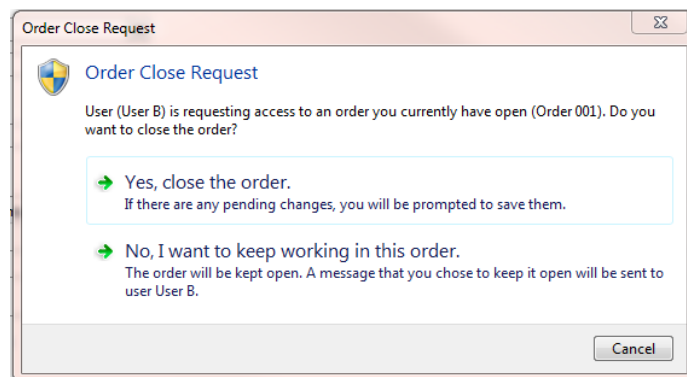 Order Close Request
Order Close Request
User (User B) is requesting access to an order you currently have open (Order 001). Do you
want to close the order?
Yes, close the order.
If there are any pending changes, you will be prompted to save them.
No, I want to keep working in this order.
The order will be kept open. A message that you chose to keep it open will be sent to
user User B.
Cancel